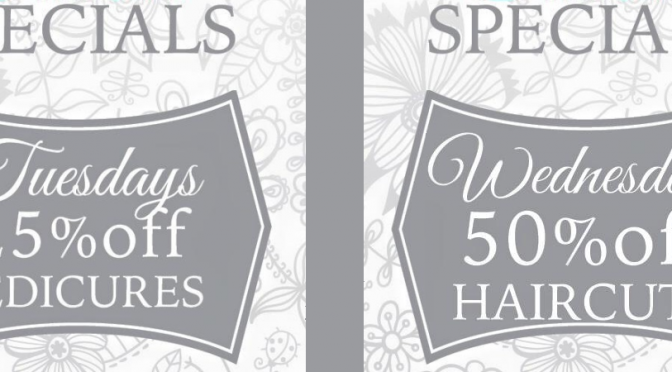 ECIALS
Tuesdays
5%off
EDICURES
SPECIA
Wednesd
50%of
HAIRCUT